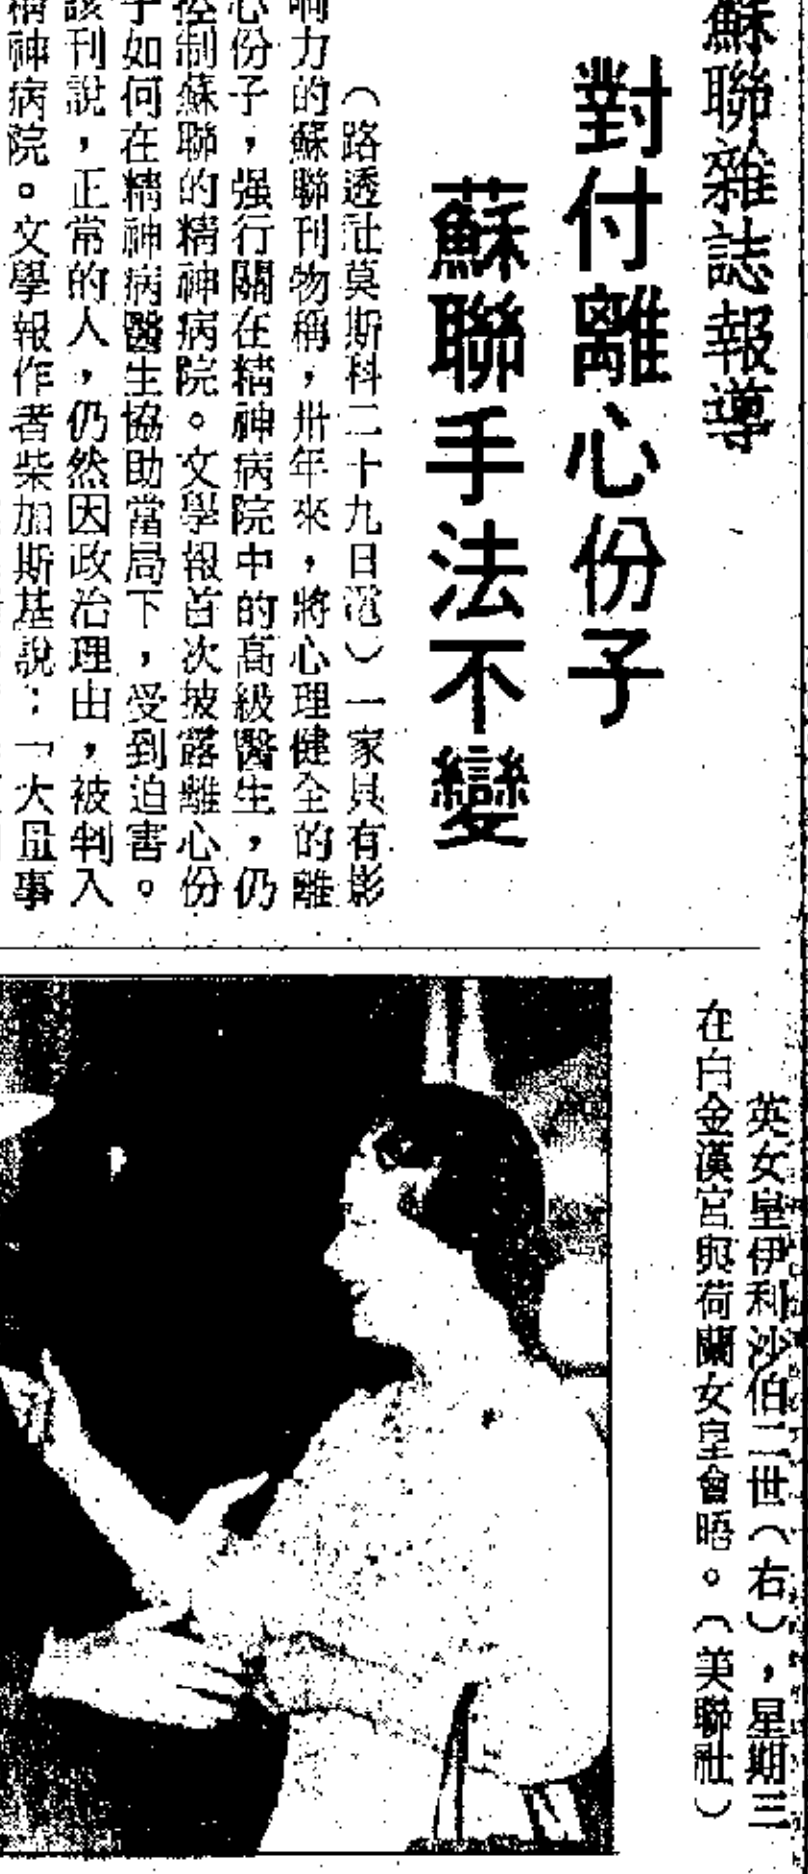 蘇聯雜誌報導
對付離心份子
蘇聯手法不變
(路透社莫斯科二十九日電)一家具有影
响力的蘇聯刊物稱，卅年來，將心理健全的離
心份子，强行關在精神病院中的高級醫生，仍
控制蘇聯的精神病院。文學報首次披露離心份
子如何在精神病醫生協助當局下，受到迫害。
該刊說，正常的人，仍然因政治理由，被判入
精神病院。文學報作者柴加斯基說：「大量事
英女皇伊利沙伯二世(右)，星期三
在白金漢宮與荷蘭女皇會晤。(美聯社)